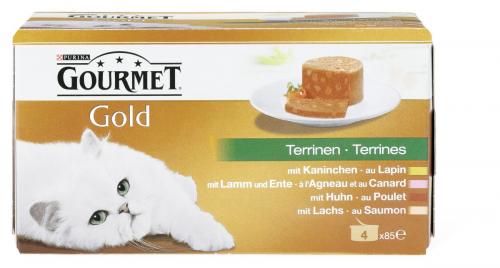 PURINA
GOURMET
Gold
Terrinen · Terrines
mit Kaninchen · au Lapin
mit Lamm und Ente · à l'Agneau et au Canard
mit Huhn · au Poulet
mit Lachs · au Saumon
4 x85℮